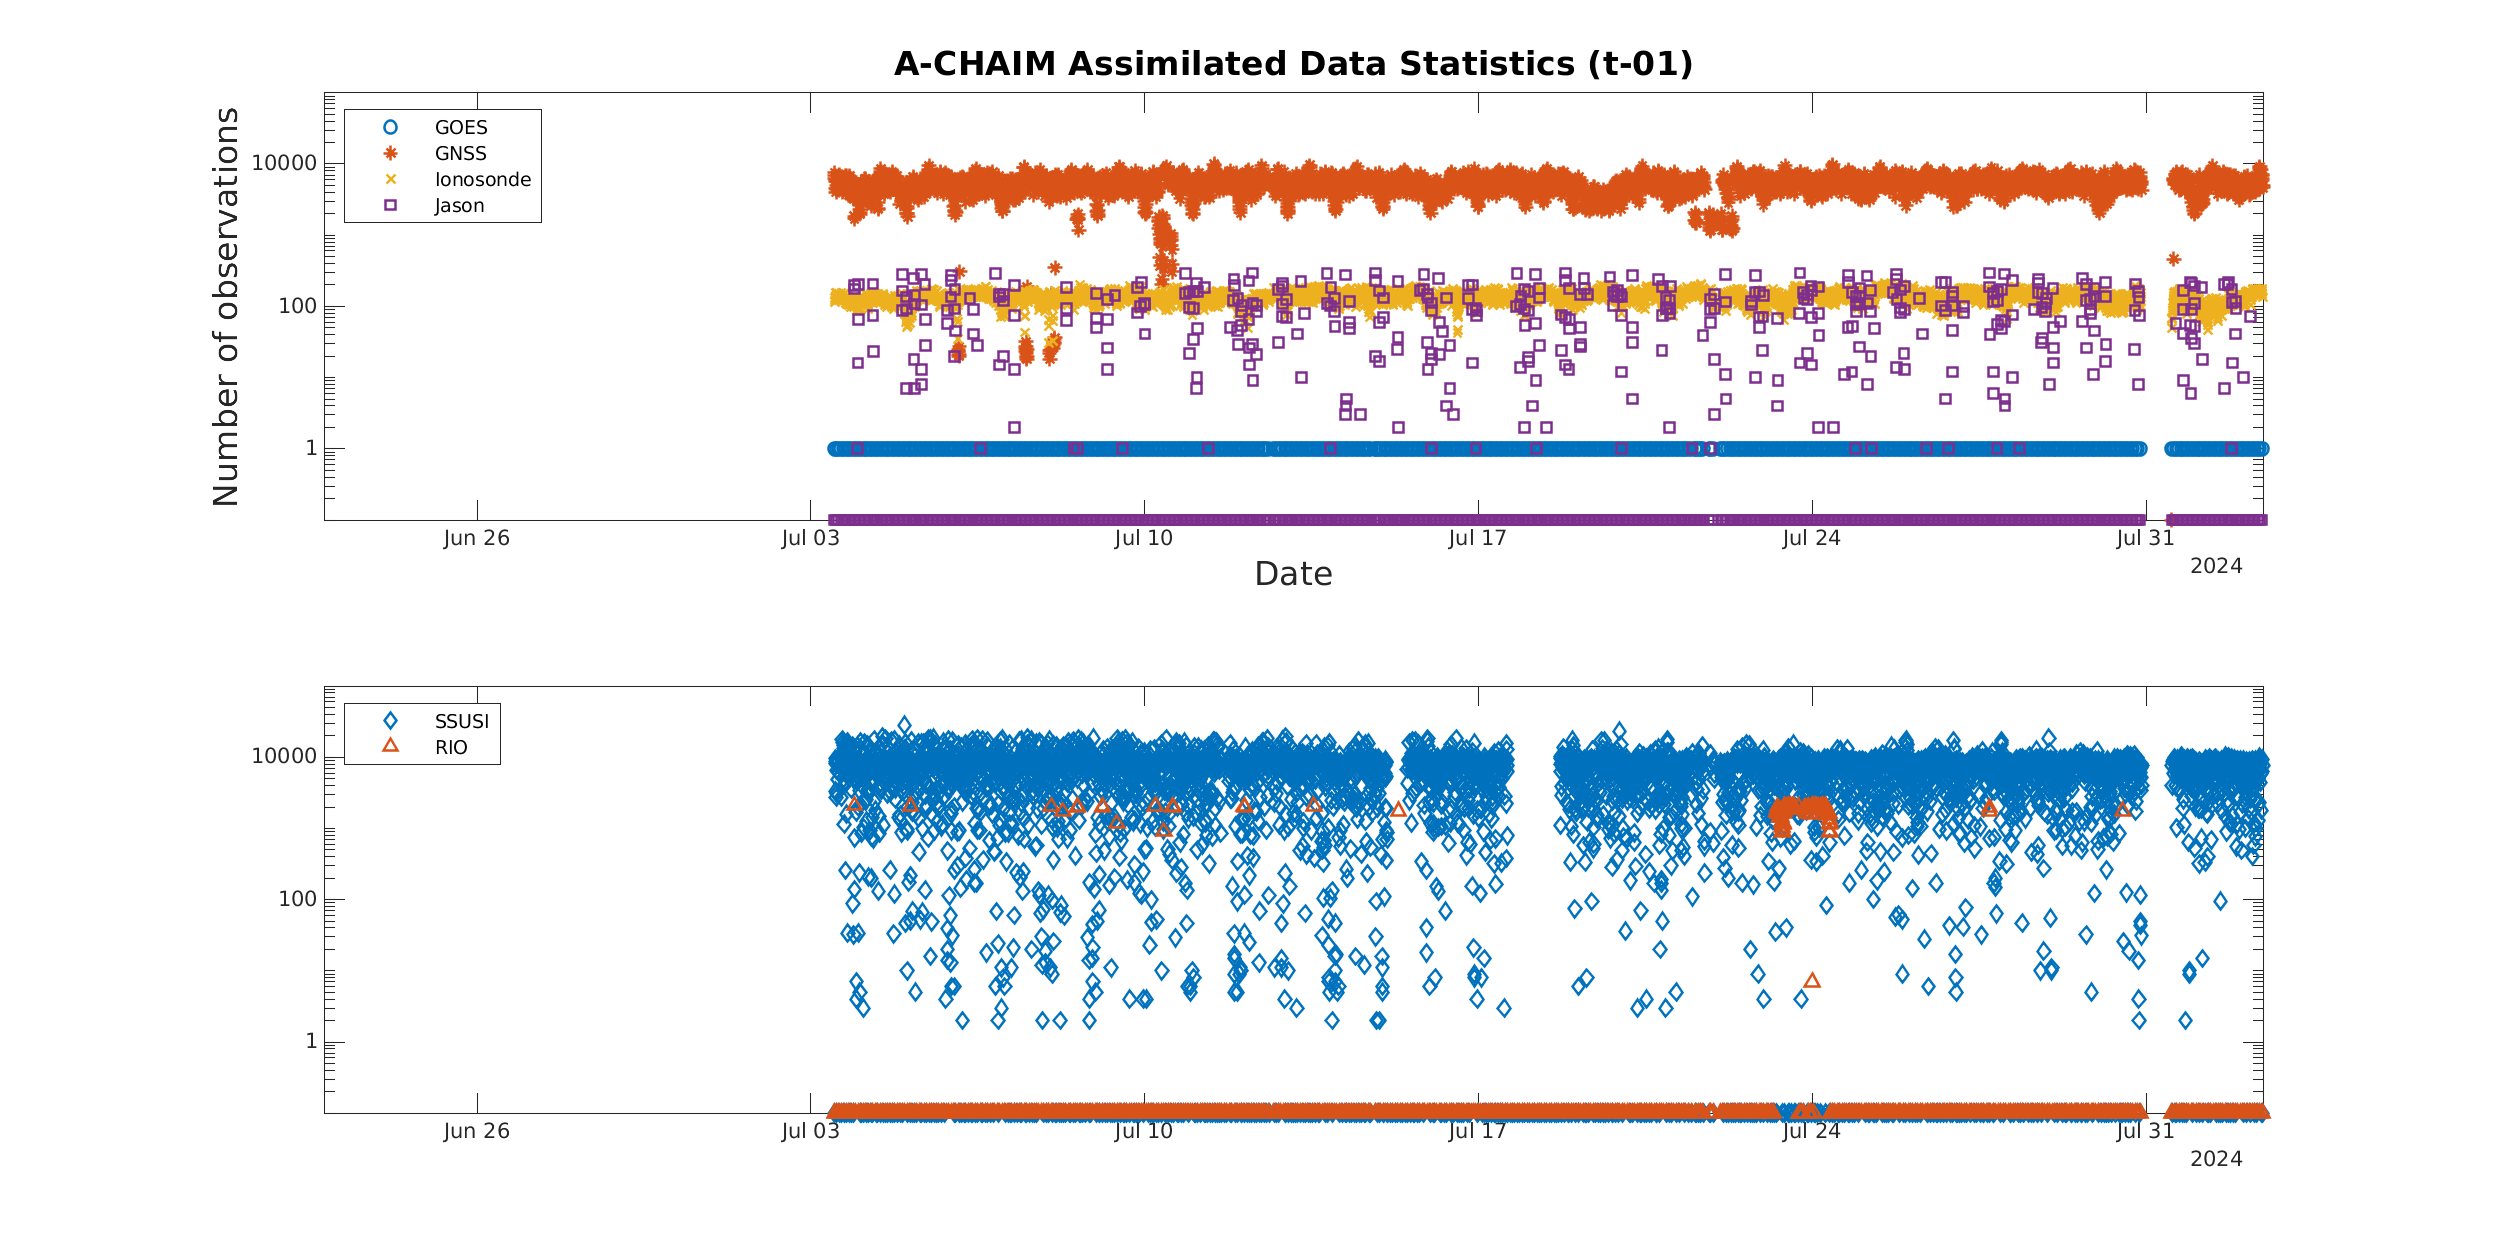 A-CHAIM Assimilated Data Statistics (t-01)
Number of observations
10000
100
1
GOES
GNSS
Ionosonde
Jason
Jun 26
Jul 03
Jul 10
Jul 17
Jul 24
Jul 31
2024
Date
10000
100
1
SSUSI
RIO
Jun 26
Jul 03
Jul 10
Jul 17
Jul 24
Jul 31
2024